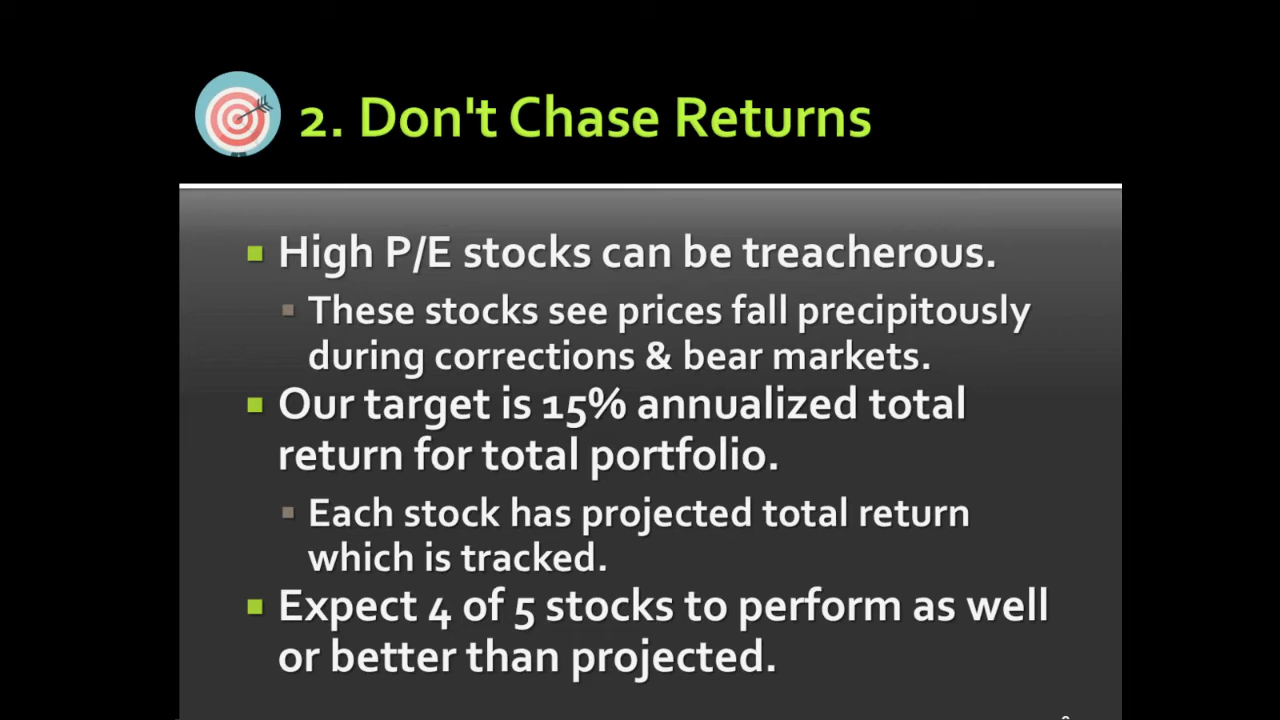 2. Don't Chase Returns
High P/E stocks can be treacherous.
These stocks see prices fall precipitously
during corrections & bear markets.
Our target is 15% annualized total
return for total portfolio.
Each stock has projected total return
which is tracked.
Expect 4 of 5 stocks to perform as well
or better than projected.